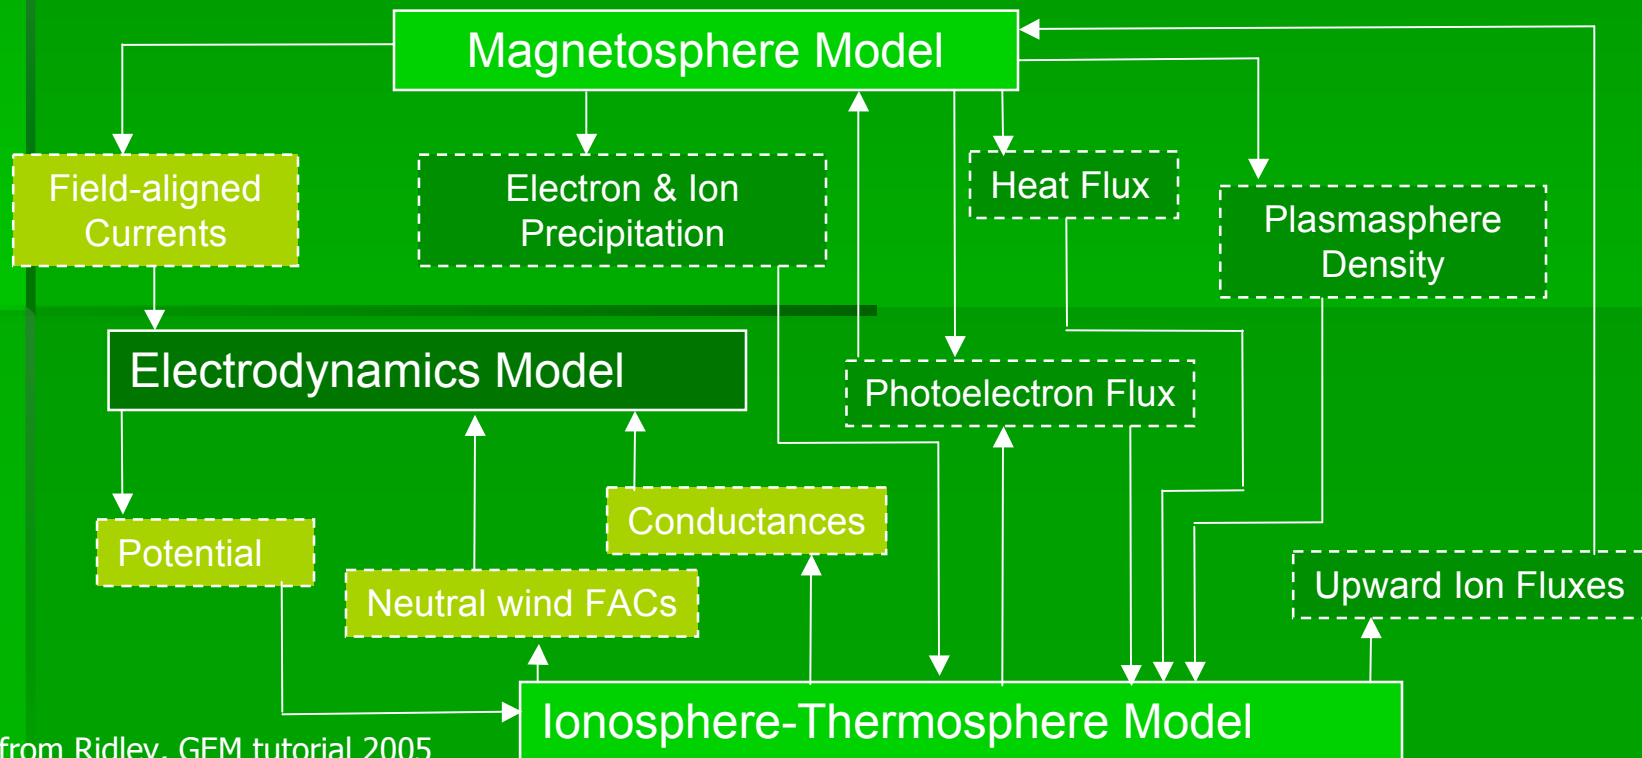 Magnetosphere Model
Field-aligned
Currents
Electron & Ion
Precipitation
Heat Flux
Plasmasphere
Density
Electrodynamics Model
Photoelectron Flux
Potential
Conductances
Neutral wind FACs
Upward Ion Fluxes
Ionosphere-Thermosphere Model
from Ridley, GEM tutorial 2005